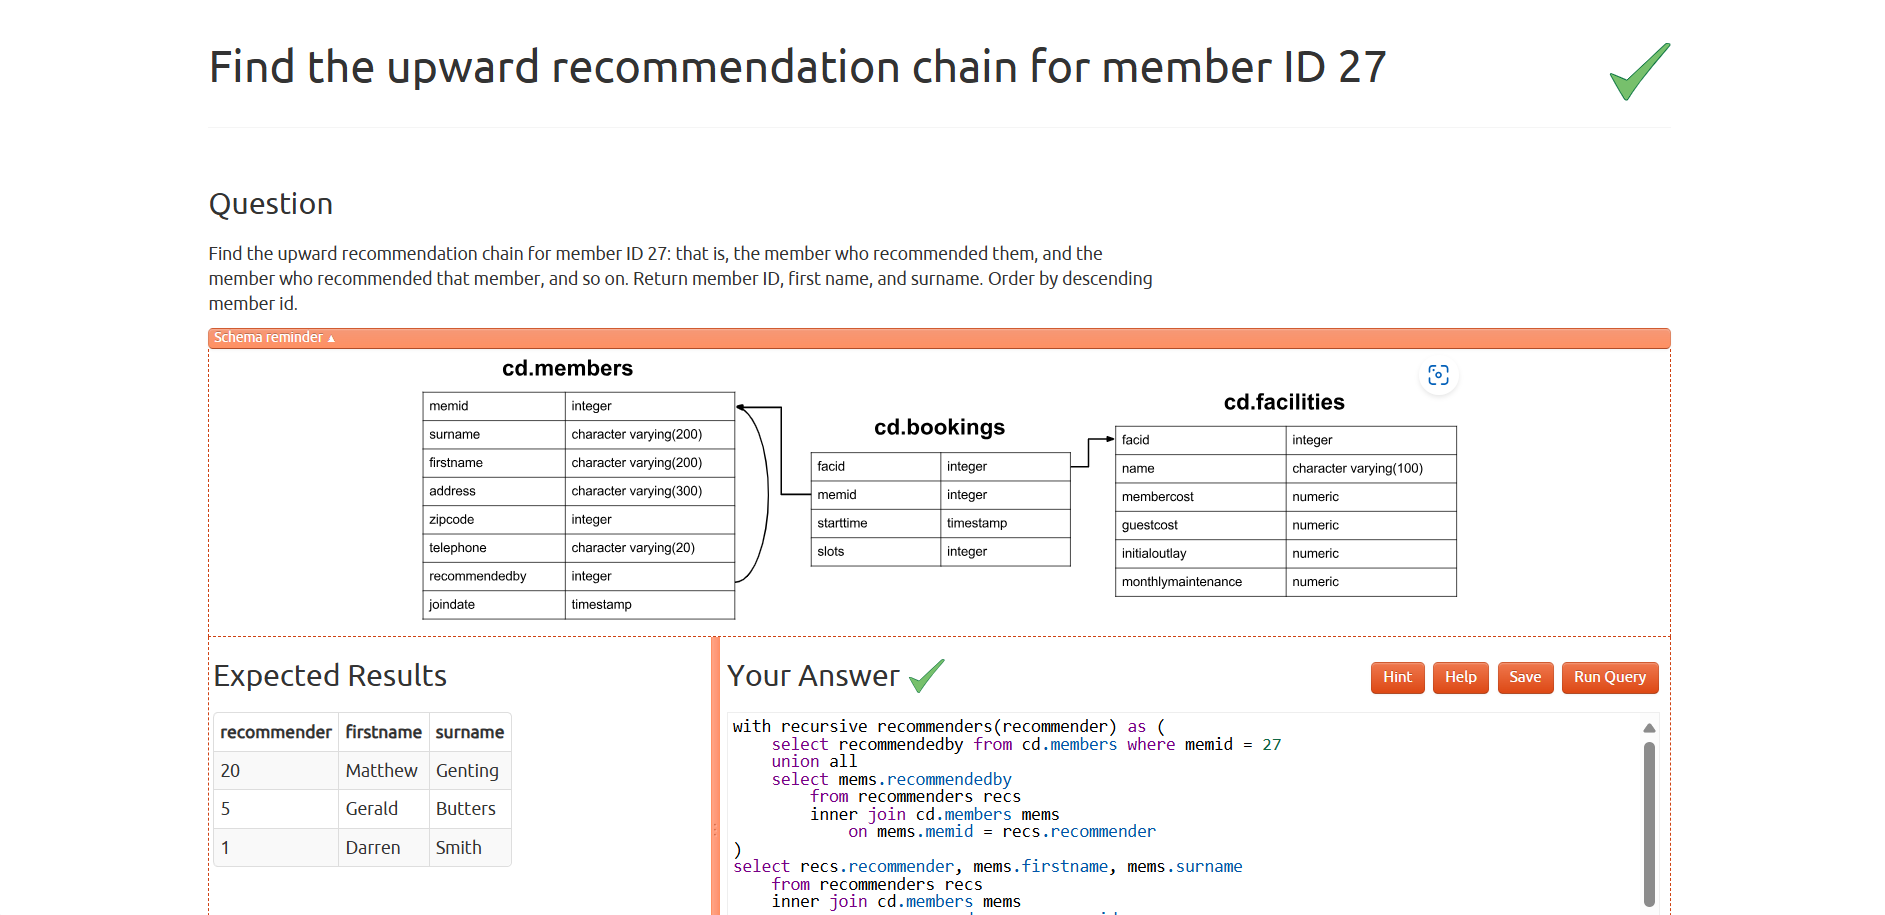 Find the upward recommendation chain for member ID 27
Question
Find the upward recommendation chain for member ID 27: that is, the member who recommended them, and the
member who recommended that member, and so on. Return member ID, first name, and surname. Order by descending
member id.
Schema reminder ▲
cd.members
memid integer
surname character varying(200)
firstname character varying(200)
address character varying(300)
zipcode integer
telephone character varying(20)
recommendedby integer
joindate timestamp
cd.bookings
facid integer
memid integer
starttime timestamp
slots integer
cd.facilities
facid integer
name character varying(100)
membercost numeric
guestcost numeric
initialoutlay numeric
monthlymaintenance numeric
Expected Results
recommender firstname surname
20 Matthew Genting
5 Gerald Butters
1 Darren Smith
Your Answer
Hint Help Save Run Query
with recursive recommenders(recommender) as (
    select recommendedby from cd.members where memid = 27
    union all
    select mems.recommendedby
        from recommenders recs
        inner join cd.members mems
            on mems.memid = recs.recommender
)
select recs.recommender, mems.firstname, mems.surname
    from recommenders recs
    inner join cd.members mems